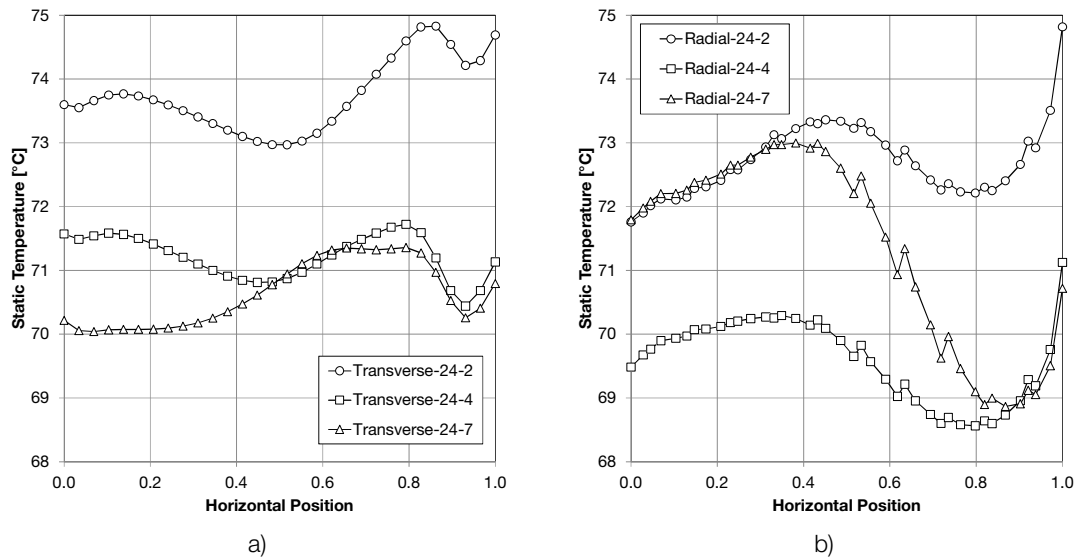 75
74
73
72
71
70
69
68
Static Temperature [°C]
Transverse-24-2
Transverse-24-4
Transverse-24-7
0.0 0.2 0.4 0.6 0.8 1.0
Horizontal Position
a)
75
74
73
72
71
70
69
68
Static Temperature [°C]
Radial-24-2
Radial-24-4
Radial-24-7
0.0 0.2 0.4 0.6 0.8 1.0
Horizontal Position
b)